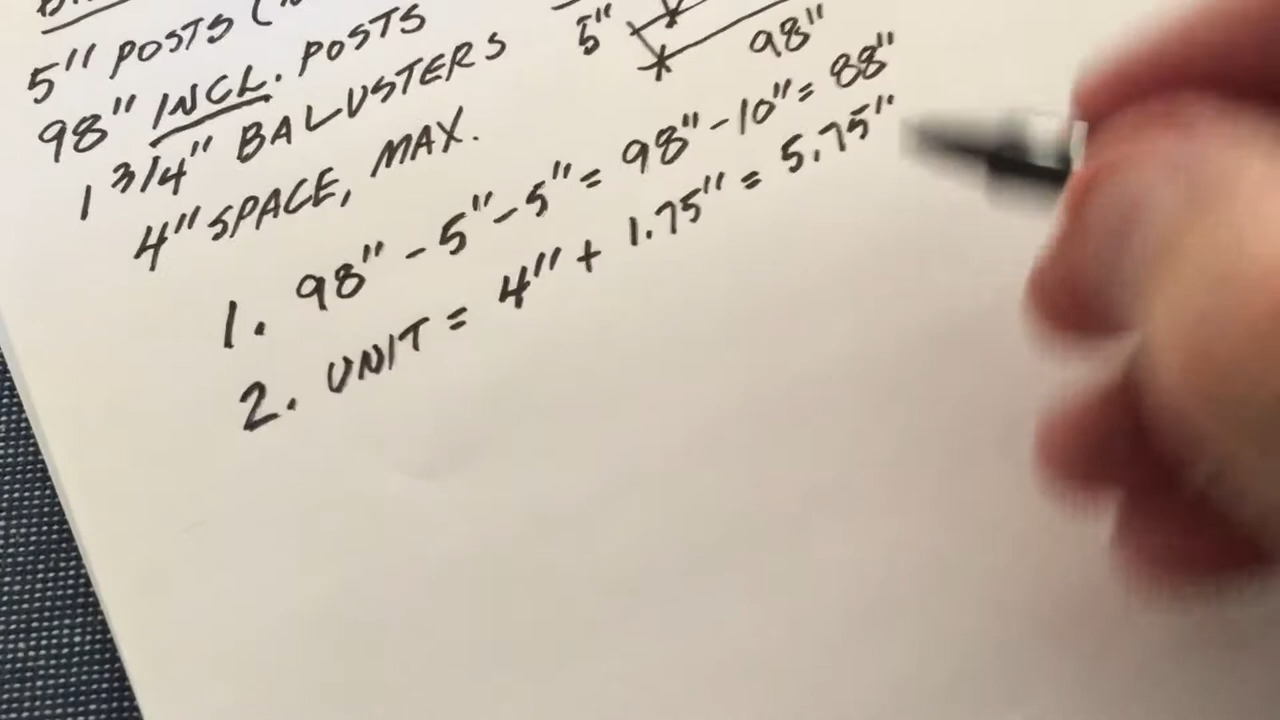 5" POSTS
98" INCL. POSTS
1 3/4" BALUSTERS
4" SPACE, MAX.
5"
98"
1. 98" - 5" - 5" = 98" - 10" = 88"
2. UNIT = 4" + 1.75" = 5.75"